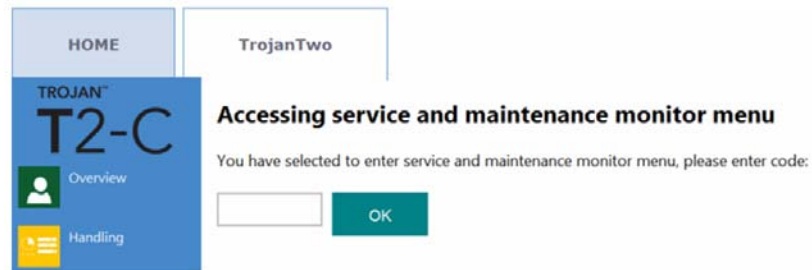 HOME
TrojanTwo
TROJAN™
T2-C
Overview
Handling
Accessing service and maintenance monitor menu
You have selected to enter service and maintenance monitor menu, please enter code:
OK